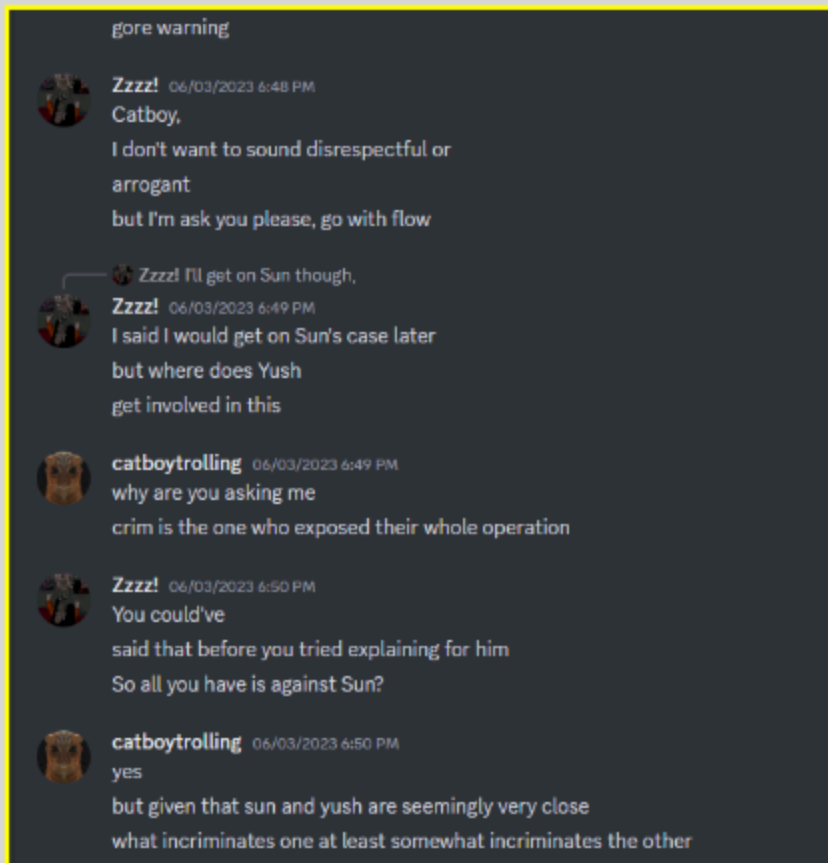 gore warning
Zzzz! 06/03/2023 6:48 PM
Catboy,
I don't want to sound disrespectful or
arrogant
but I'm ask you please, go with flow
Zzzz! I'll get on Sun though,
Zzzz! 06/03/2023 6:49 PM
I said I would get on Sun's case later
but where does Yush
get involved in this
catboytrolling 06/03/2023 6:49 PM
why are you asking me
crim is the one who exposed their whole operation
Zzzz! 06/03/2023 6:50 PM
You could've
said that before you tried explaining for him
So all you have is against Sun?
catboytrolling 06/03/2023 6:50 PM
yes
but given that sun and yush are seemingly very close
what incriminates one at least somewhat incriminates the other